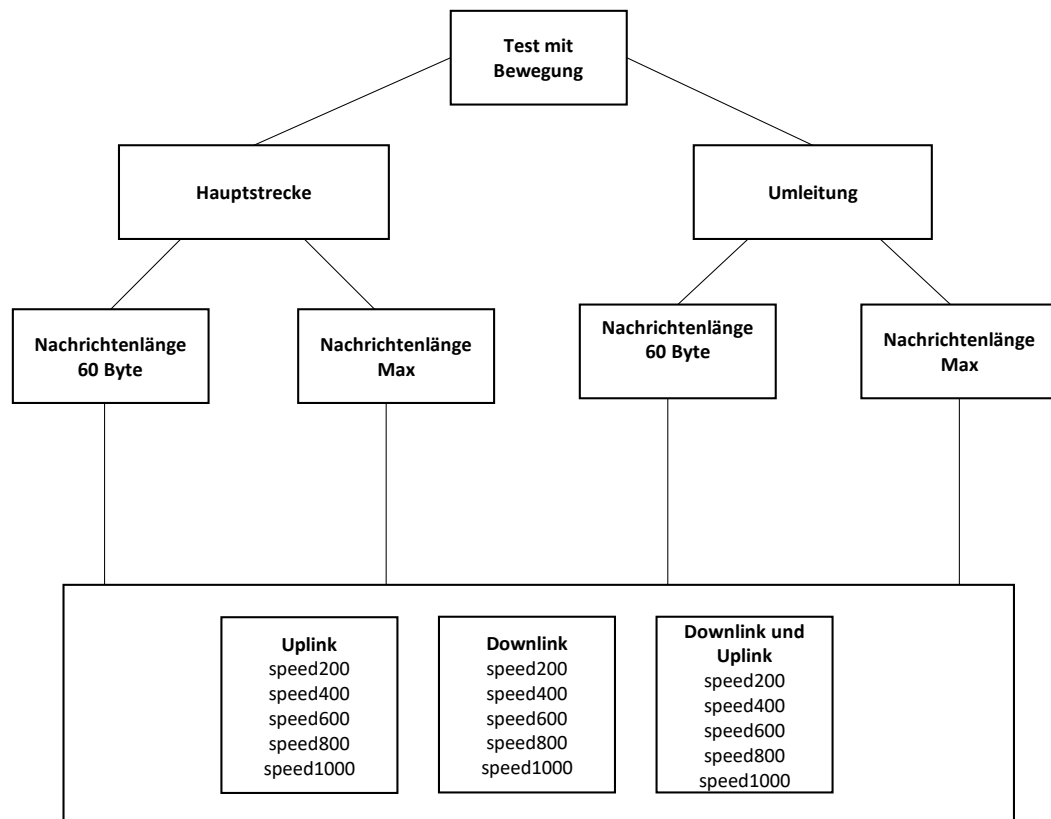 Test mit
Bewegung
Hauptstrecke
Umleitung
Nachrichtenlänge
60 Byte
Nachrichtenlänge
Max
Nachrichtenlänge
60 Byte
Nachrichtenlänge
Max
Uplink
speed200
speed400
speed600
speed800
speed1000
Downlink
speed200
speed400
speed600
speed800
speed1000
Downlink und
Uplink
speed200
speed400
speed600
speed800
speed1000